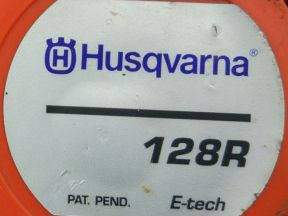 Husqvarna®
128R
PAT. PEND. E-tech